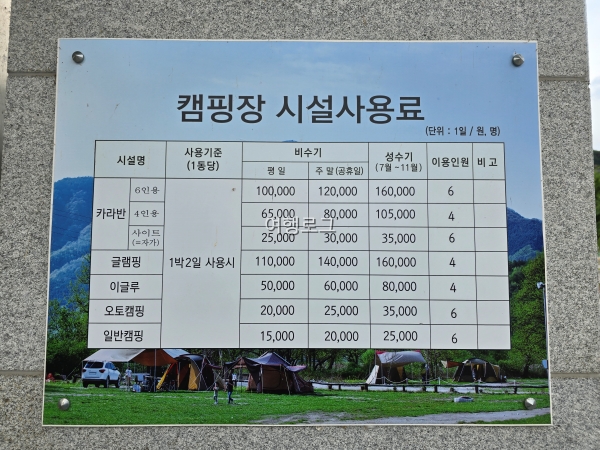 캠핑장 시설사용료
(단위 : 1일 / 원, 명)
시설명 사용기준 (1동당) 비수기 성수기 (7월~11월) 이용인원 비 고
평 일 주 말(공휴일)
카라반 6인용 1박2일 사용시 100,000 120,000 160,000 6
4인용 65,000 80,000 105,000 4
사이트 (=자가) 25,000 30,000 35,000 6
글램핑 110,000 140,000 160,000 4
이글루 50,000 60,000 80,000 4
오토캠핑 20,000 25,000 35,000 6
일반캠핑 15,000 20,000 25,000 6
여행로그